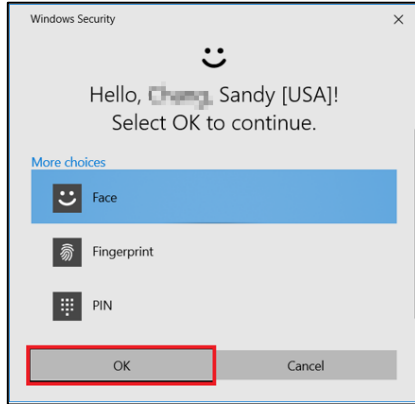 Windows Security
Hello, Sandy [USA]!
Select OK to continue.
More choices
Face
Fingerprint
PIN
OK
Cancel